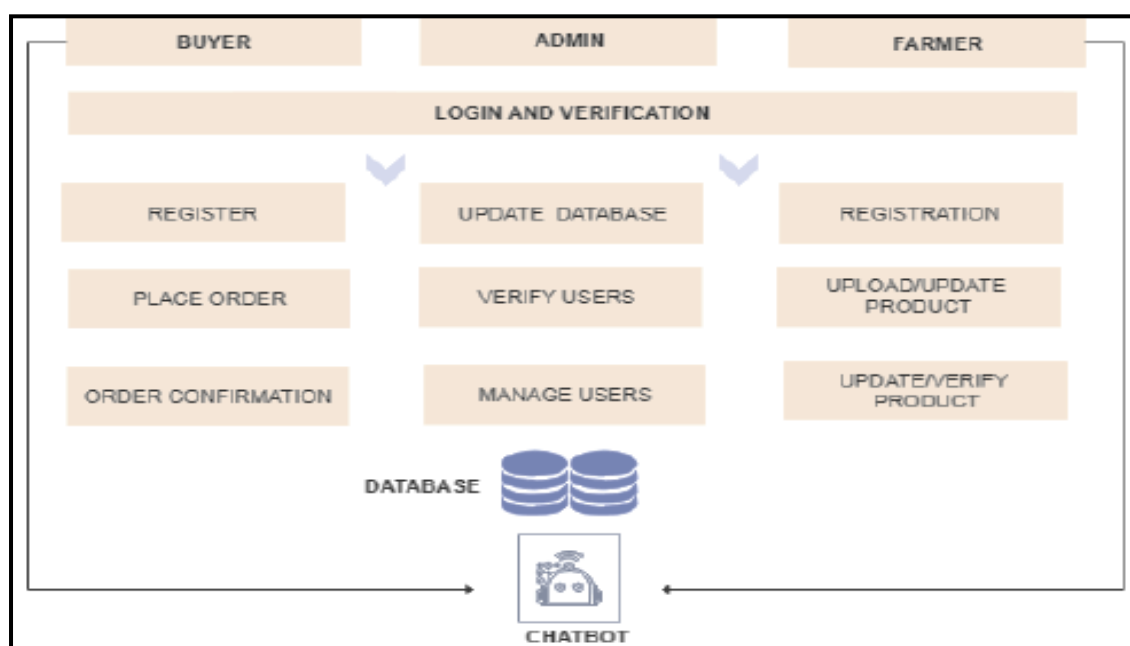 BUYER
ADMIN
FARMER
LOGIN AND VERIFICATION
REGISTER
UPDATE DATABASE
REGISTRATION
PLACE ORDER
VERIFY USERS
UPLOAD/UPDATE
PRODUCT
ORDER CONFIRMATION
MANAGE USERS
UPDATE/VERIFY
PRODUCT
DATABASE
CHATBOT